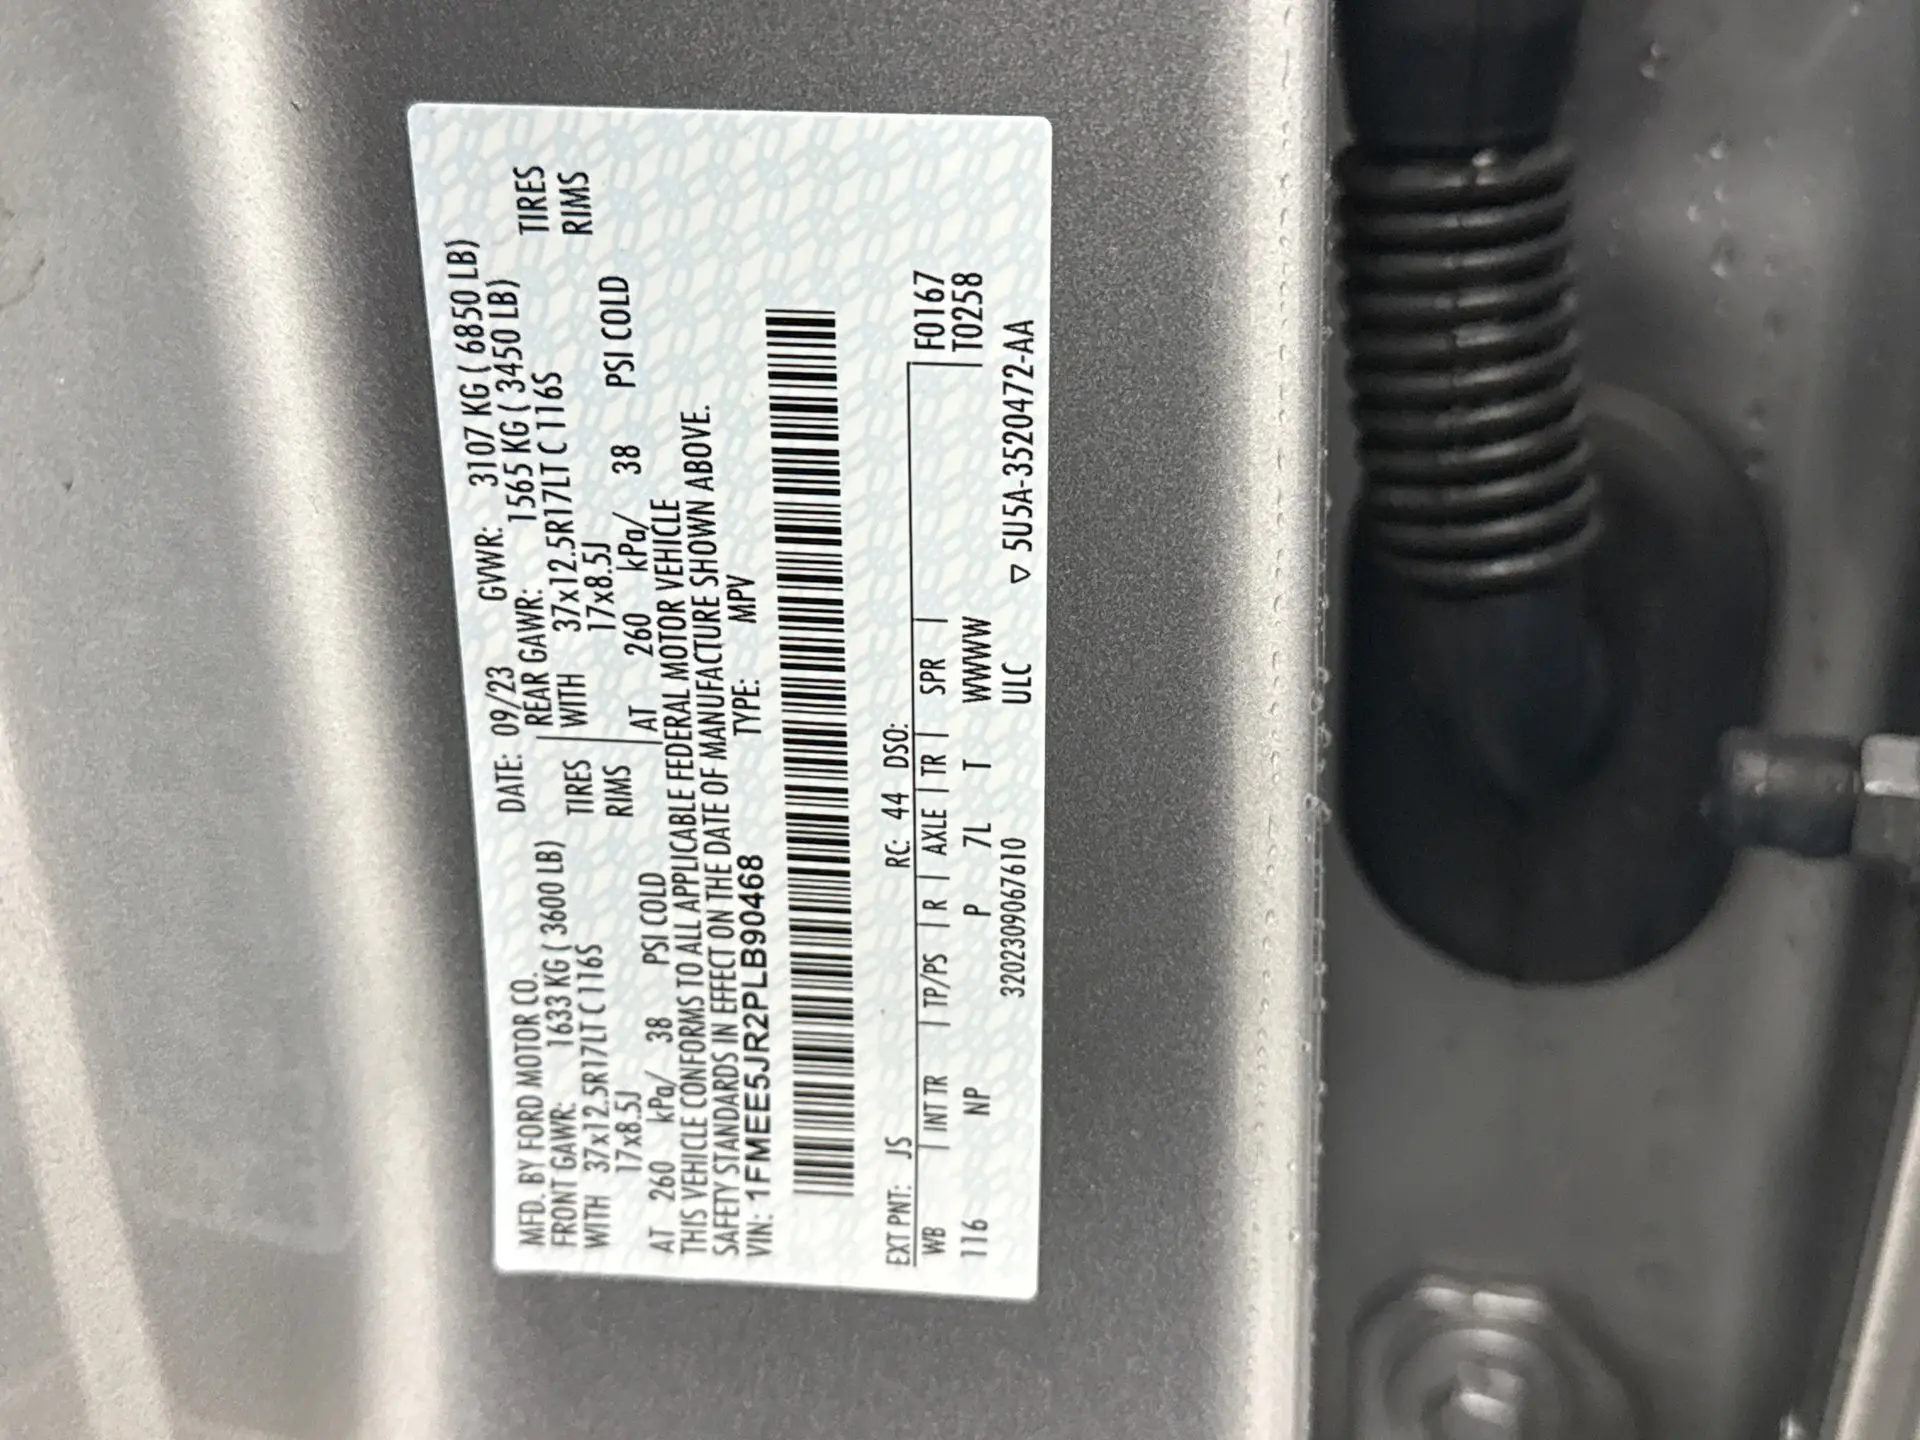 MFD. BY FORD MOTOR CO. DATE: 09/23 GVWR: 3107 KG ( 6850 LB)
FRONT GAWR: 1633 KG ( 3600 LB) REAR GAWR: 1565 KG ( 3450 LB)
WITH 37x12.5R17LT C 116S TIRES WITH 37x12.5R17LT C 116S TIRES
17x8.5J RIMS 17x8.5J RIMS
AT 260 kPa/ 38 PSI COLD AT 260 kPa/ 38 PSI COLD
THIS VEHICLE CONFORMS TO ALL APPLICABLE FEDERAL MOTOR VEHICLE
SAFETY STANDARDS IN EFFECT ON THE DATE OF MANUFACTURE SHOWN ABOVE.
VIN: 1FMEE5JR2PLB90468 TYPE: MPV
EXT PNT: JS RC: 44 DSO:
WB INT TR TP/PS R AXLE TR SPR F0167
116 NP P 7L T WWWW T0258
3202309067610 ULC ▽ 5U5A-3520472-AA